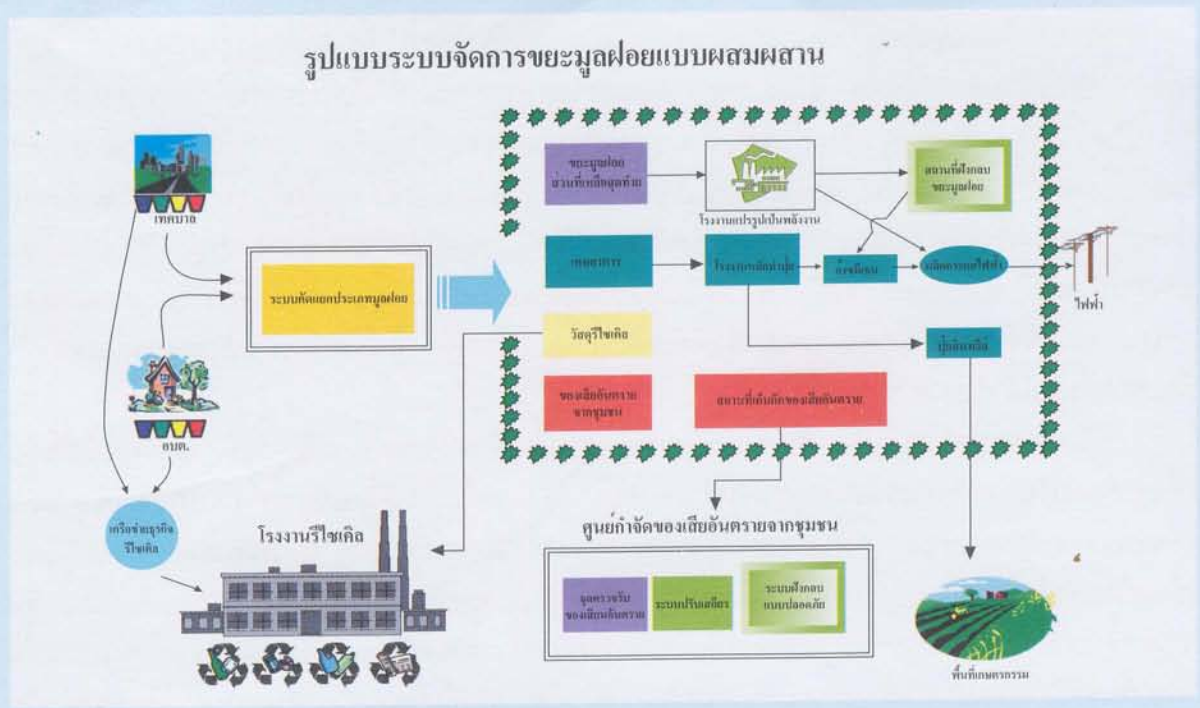 รูปแบบระบบจัดการขยะมูลฝอยแบบผสมผสาน
เทศบาล
ระบบคัดแยกประเภทมูลฝอย
อบต.
เครือข่ายธุรกิจ
รีไซเคิล
โรงงานรีไซเคิล
ขยะมูลฝอย
ส่วนที่เหลือสุดท้าย
โรงงานแปรรูปเป็นพลังงาน
สถานที่ฝังกลบ
ขยะมูลฝอย
เศษอาหาร
โรงงานหมักทำปุ๋ย
ก๊าซมีเทน
ผลิตกระแสไฟฟ้า
ไฟฟ้า
วัสดุรีไซเคิล
ปุ๋ยอินทรีย์
ของเสียอันตราย
จากชุมชน
สถานที่เก็บกักของเสียอันตราย
ศูนย์กำจัดของเสียอันตรายจากชุมชน
ของเสียอันตราย
ระบบปรับเสถียร
ระบบฝังกลบ
แบบปลอดภัย
พื้นที่เกษตรกรรม